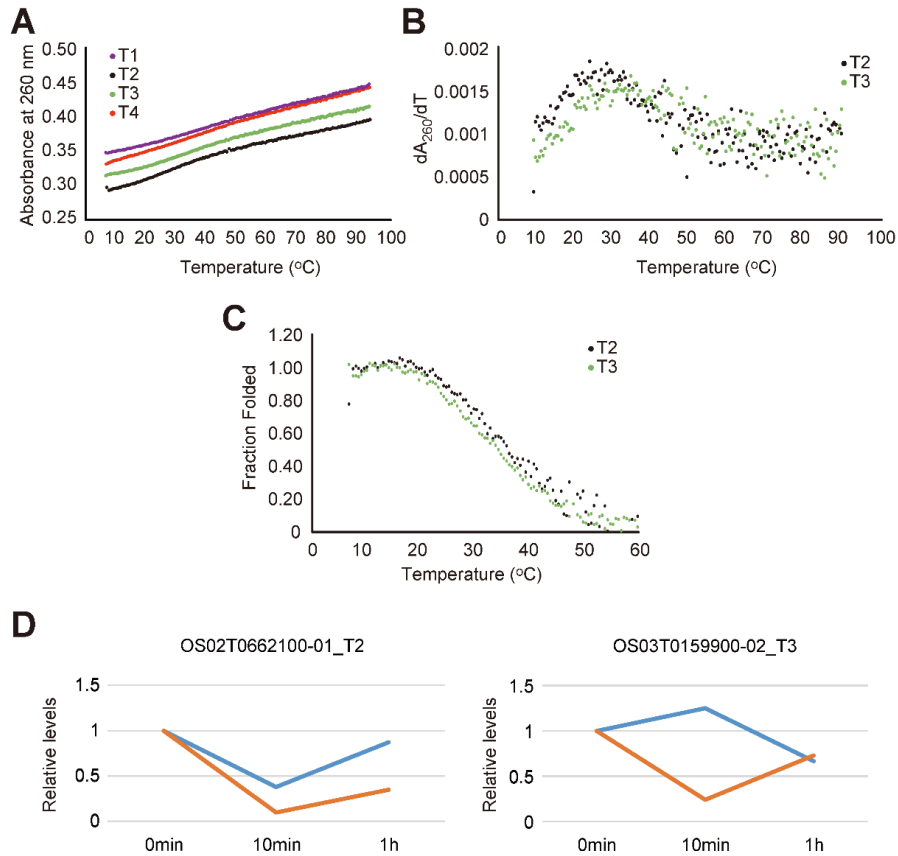 A
Absorbance at 260 nm
0.50
0.45
0.40
0.35
0.30
0.25
T1
T2
T3
T4
0 10 20 30 40 50 60 70 80 90 100
Temperature (°C)
B
dA260/dT
0.002
0.0015
0.001
0.0005
0
T2
T3
0 10 20 30 40 50 60 70 80 90 100
Temperature (°C)
C
Fraction Folded
1.20
1.00
0.80
0.60
0.40
0.20
0
T2
T3
0 10 20 30 40 50 60
Temperature (°C)
D
OS02T0662100-01_T2
Relative levels
1.5
1
0.5
0
0min 10min 1h
OS03T0159900-02_T3
Relative levels
1.5
1
0.5
0
0min 10min 1h